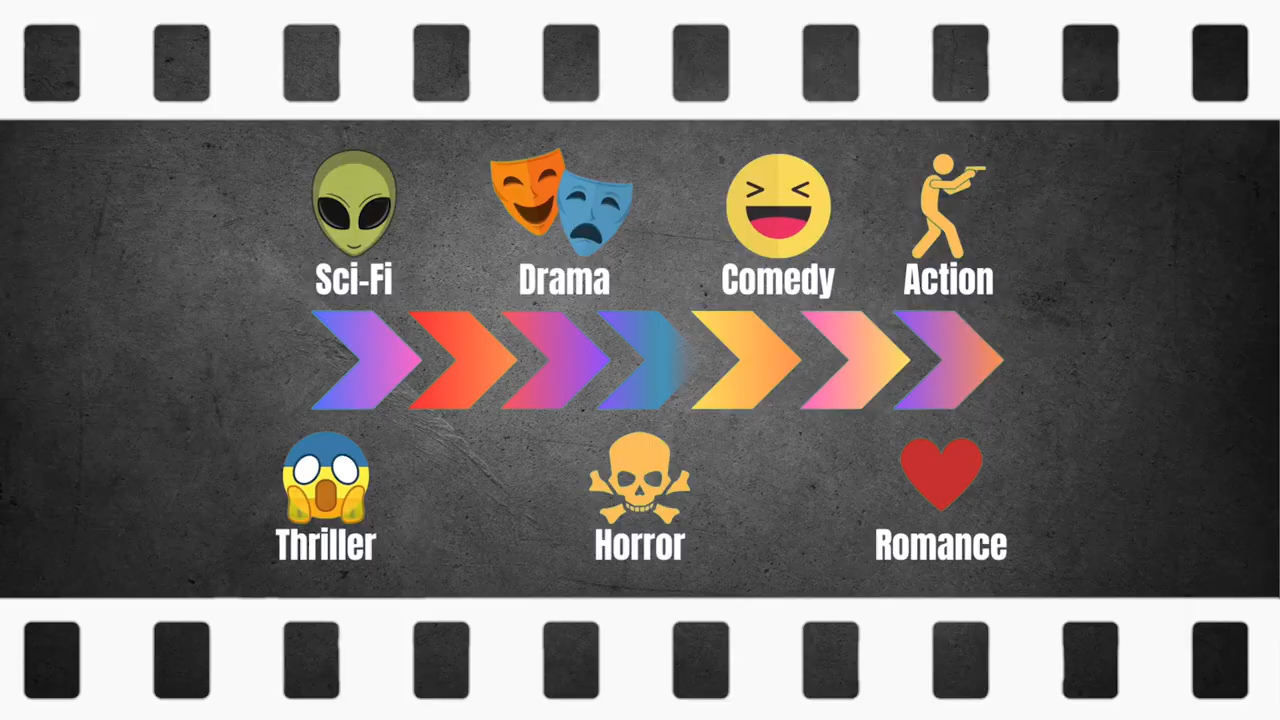 Sci-Fi
Drama
Comedy
Action
Thriller
Horror
Romance